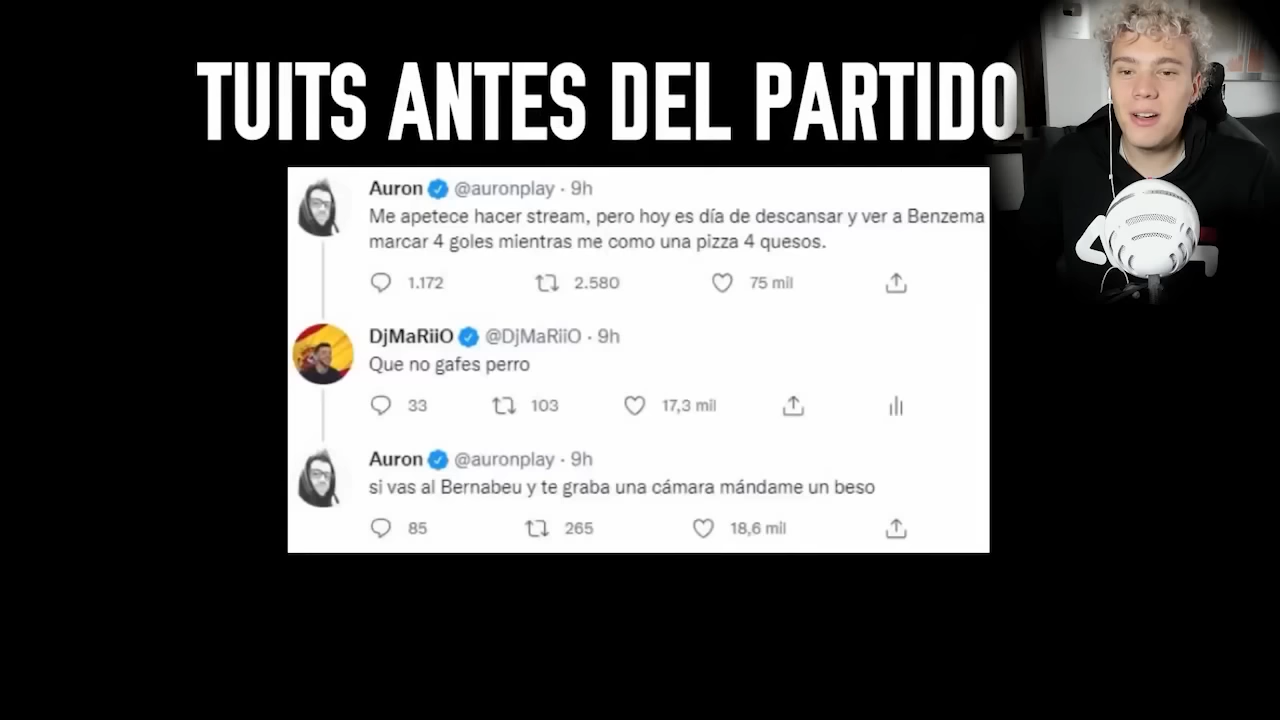 TUITS ANTES DEL PARTIDO
Auron @auronplay · 9h
Me apetece hacer stream, pero hoy es día de descansar y ver a Benzema
marcar 4 goles mientras me como una pizza 4 quesos.
1.172 2.580 75 mil
DjMaRiiO @DjMaRiiO · 9h
Que no gafes perro
33 103 17,3 mil
Auron @auronplay · 9h
si vas al Bernabeu y te graba una cámara mándame un beso
85 265 18,6 mil